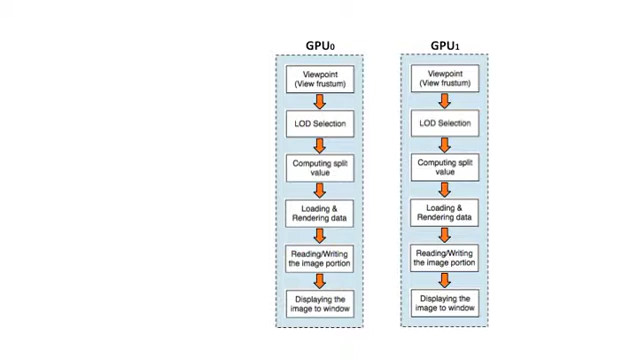 GPU0
Viewpoint
(View frustum)
LOD Selection
Computing split
value
Loading &
Rendering data
Reading/Writing
the image portion
Displaying the
image to window
GPU1
Viewpoint
(View frustum)
LOD Selection
Computing split
value
Loading &
Rendering data
Reading/Writing
the image portion
Displaying the
image to window